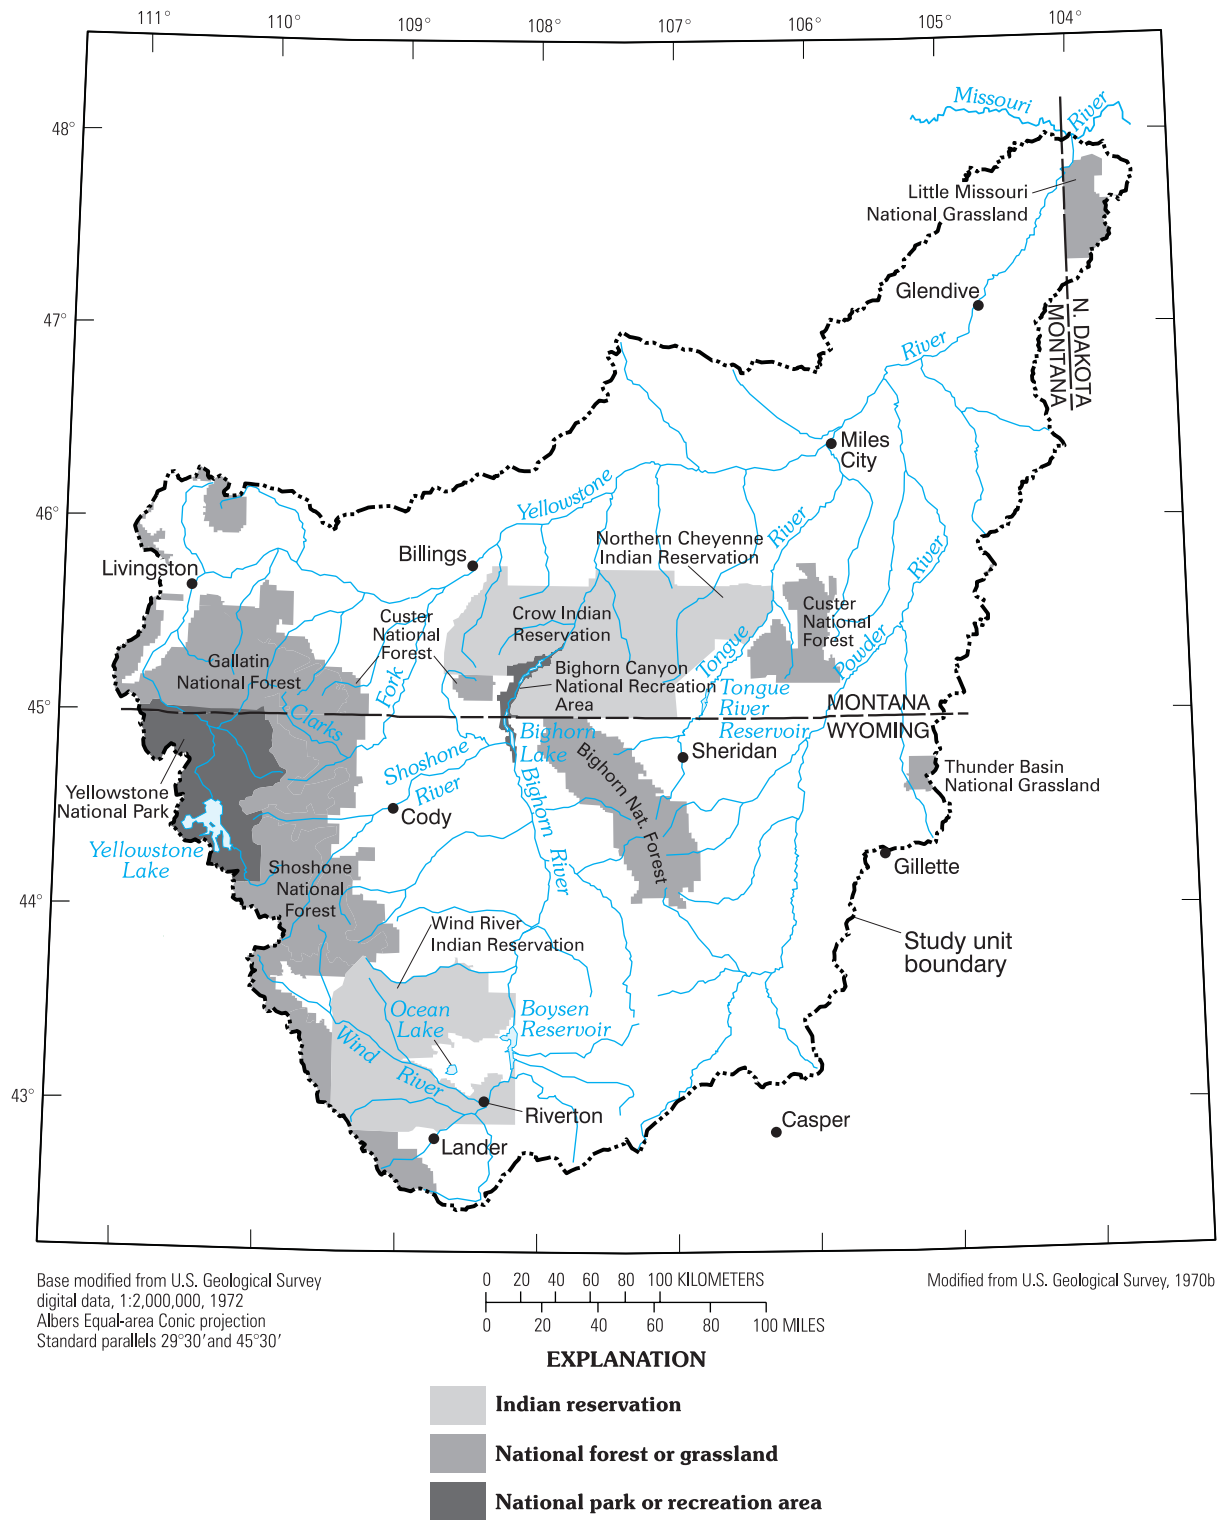 111°
110°
109°
108°
107°
106°
105°
104°
48°
47°
46°
45°
44°
43°
Missouri
River
Little Missouri
National Grassland
Glendive
River
N. DAKOTA
MONTANA
Miles
City
Yellowstone
Northern Cheyenne
Indian Reservation
River
River
Billings
Livingston
Custer
National
Forest
Crow Indian
Reservation
Custer
National
Forest
Gallatin
National Forest
Fork
Bighorn Canyon
National Recreation
Area
Tongue
Powder
Tongue
River
Reservoir
Clarks
MONTANA
WYOMING
Bighorn
Lake
Sheridan
Shoshone
River
Bighorn Nat. Forest
Thunder Basin
National Grassland
Yellowstone
National Park
Cody
Bighorn
River
Yellowstone
Lake
Shoshone
National
Forest
Gillette
Wind River
Indian Reservation
Study unit
boundary
Ocean
Lake
Boysen
Reservoir
Wind
River
Riverton
Casper
Lander
Base modified from U.S. Geological Survey
digital data, 1:2,000,000, 1972
Albers Equal-area Conic projection
Standard parallels 29°30′ and 45°30′
0 20 40 60 80 100 KILOMETERS
0 20 40 60 80 100 MILES
Modified from U.S. Geological Survey, 1970b
EXPLANATION
Indian reservation
National forest or grassland
National park or recreation area